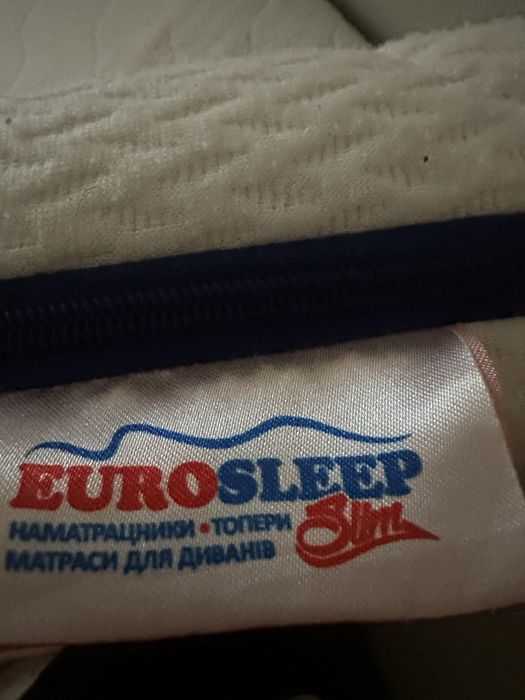 EUROSLEEP
НАМАТРАЦНИКИ • ТОПЕРИ
Slim
МАТРАСИ ДЛЯ ДИВАНІВ